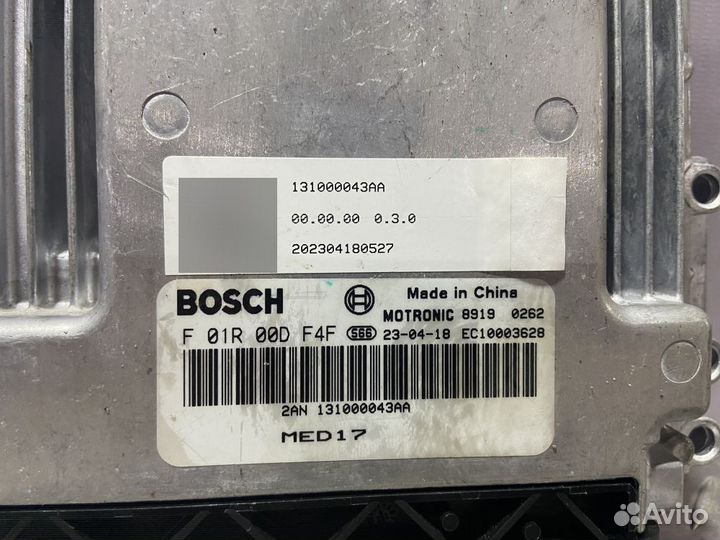 131000043AA
00.00.00 0.3.0
202304180527
BOSCH
Made in China
MOTRONIC 8919 0262
F 01R 00D F4F 566 23-04-18 EC10003628
2AN 131000043AA
MED17
Avito